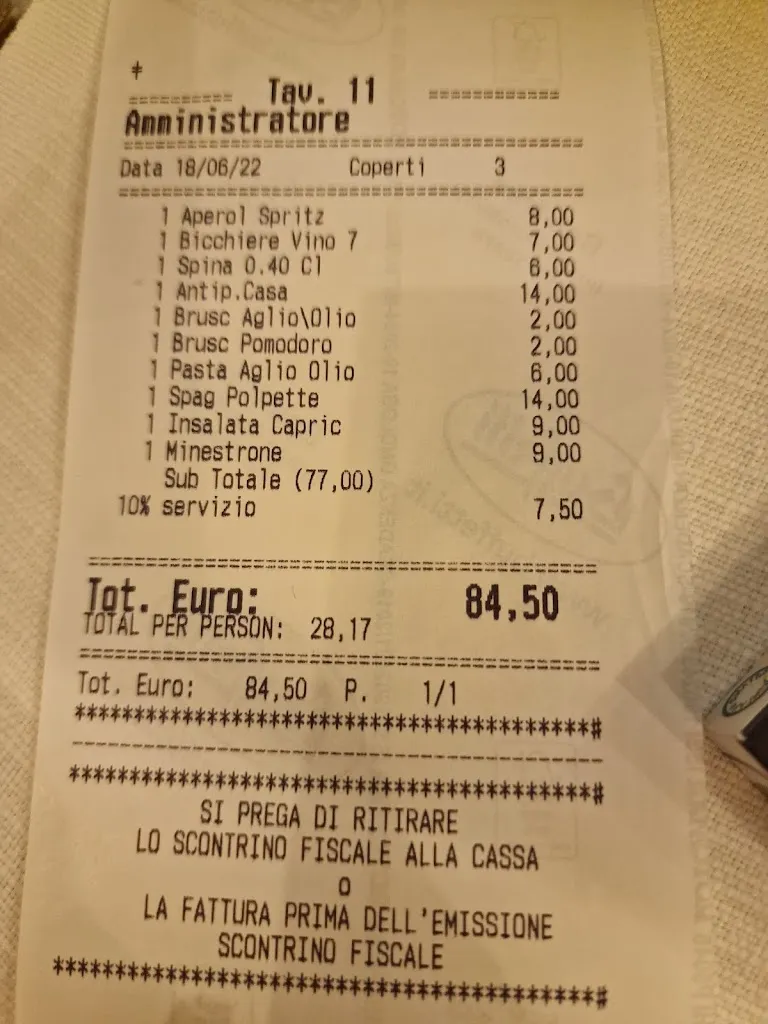 ǂ
========== Tav. 11 =============
Amministratore
==============================================
Data 18/06/22 Coperti 3
==============================================
1 Aperol Spritz 8,00
1 Bicchiere Vino 7 7,00
1 Spina 0.40 Cl 6,00
1 Antip.Casa 14,00
1 Brusc Aglio\Olio 2,00
1 Brusc Pomodoro 2,00
1 Pasta Aglio Olio 6,00
1 Spag Polpette 14,00
1 Insalata Capric 9,00
1 Minestrone 9,00
Sub Totale (77,00)
10% servizio 7,50
==============================================
Tot. Euro: 84,50
TOTAL PER PERSON: 28,17
==============================================
Tot. Euro: 84,50 P. 1/1
******************************************#
----------------------------------------------
******************************************#
SI PREGA DI RITIRARE
LO SCONTRINO FISCALE ALLA CASSA
O
LA FATTURA PRIMA DELL'EMISSIONE
SCONTRINO FISCALE
******************************************#